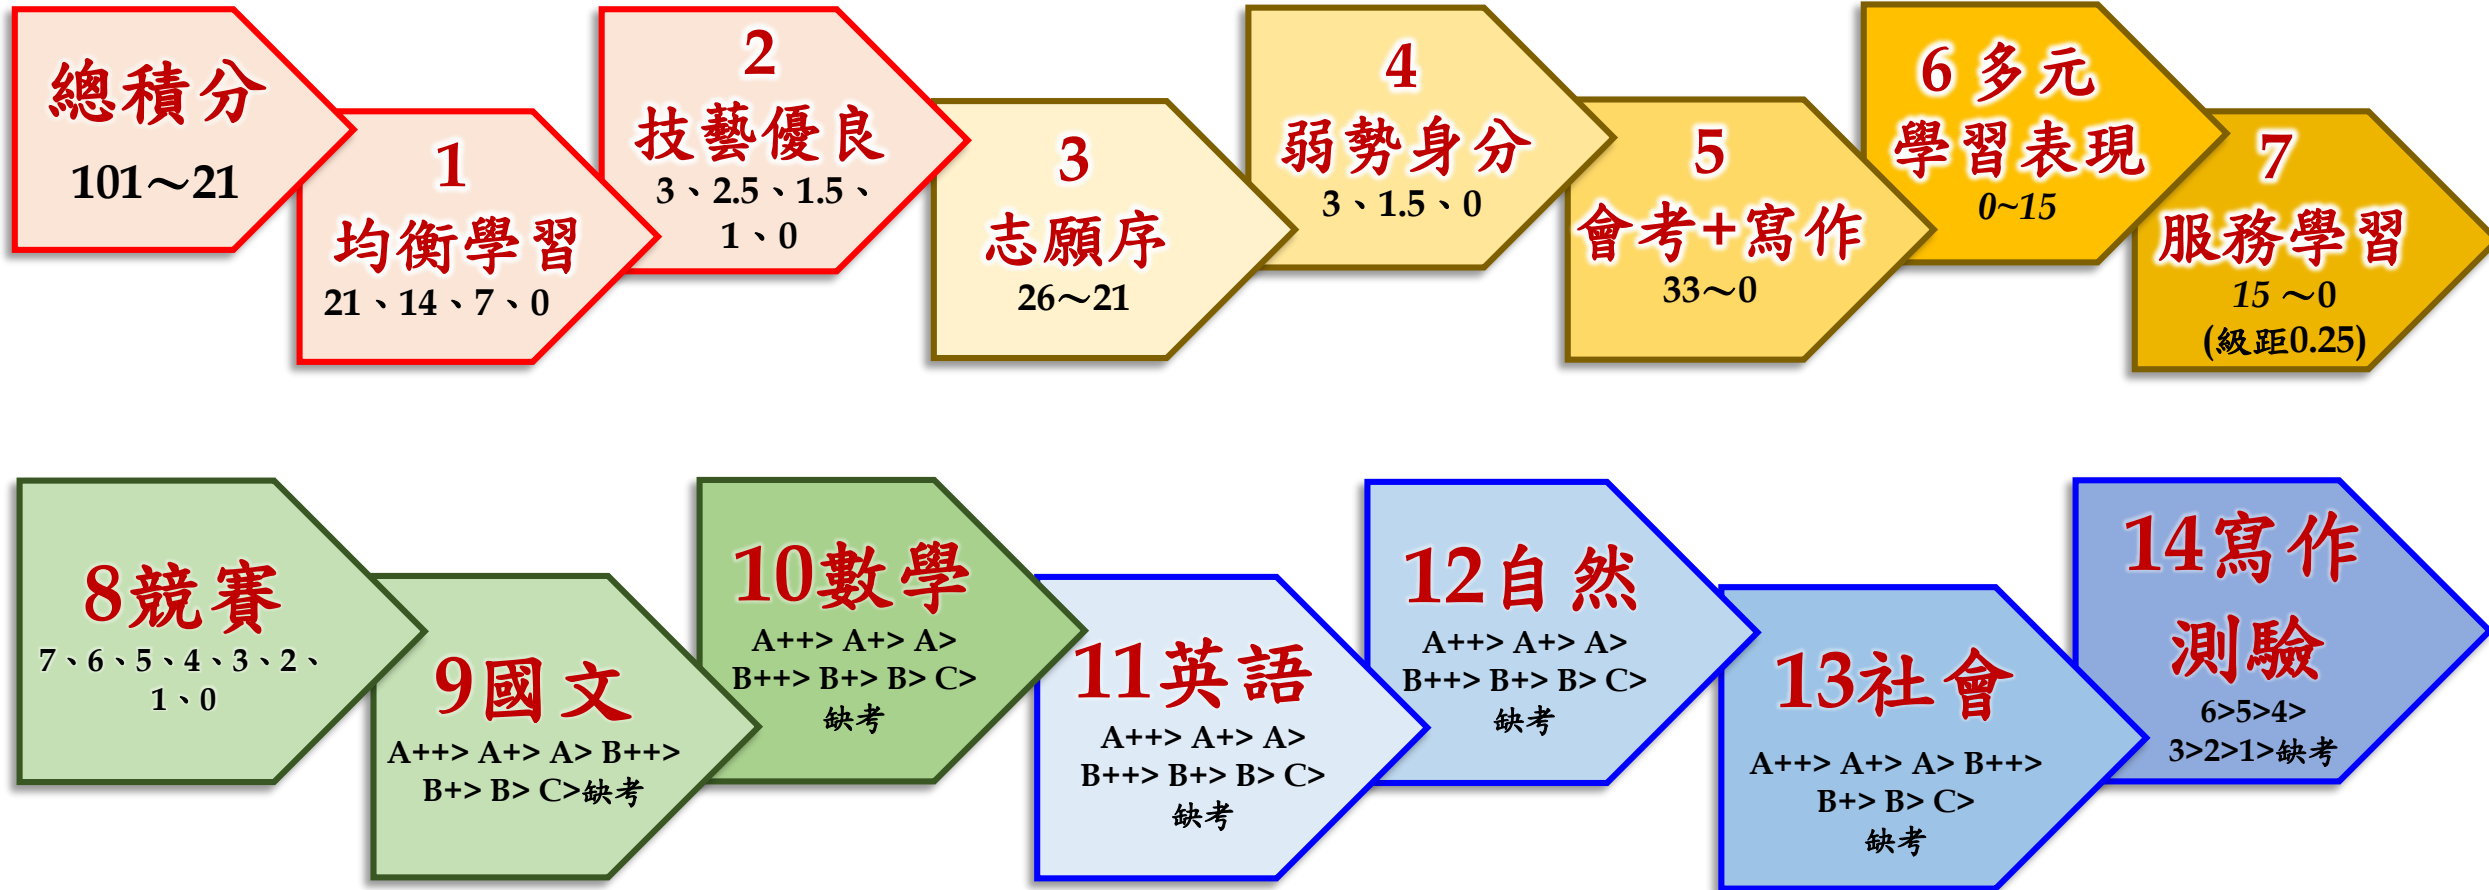 總積分
101～21
1
均衡學習
21、14、7、0
2
技藝優良
3、2.5、1.5、
1、0
3
志願序
26～21
4
弱勢身分
3、1.5、0
5
會考+寫作
33～0
6 多元
學習表現
0~15
7
服務學習
15 ～0
(級距0.25)
8競賽
7、6、5、4、3、2、
1、0
9國文
A++> A+> A> B++>
B+> B> C>缺考
10數學
A++> A+> A>
B++> B+> B> C>
缺考
11英語
A++> A+> A>
B++> B+> B> C>
缺考
12自然
A++> A+> A>
B++> B+> B> C>
缺考
13社會
A++> A+> A> B++>
B+> B> C>
缺考
14寫作
測驗
6>5>4>
3>2>1>缺考